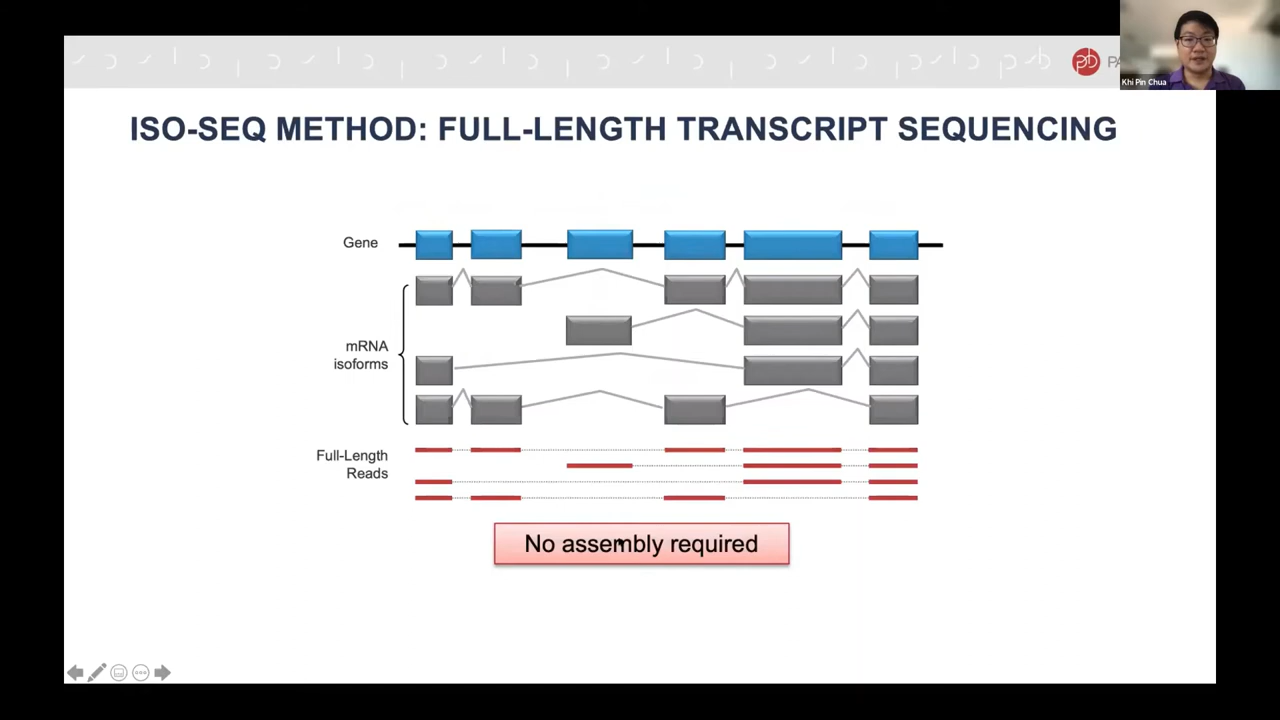 PA
Khi Pin Chua
ISO-SEQ METHOD: FULL-LENGTH TRANSCRIPT SEQUENCING
Gene
mRNA
isoforms
Full-Length
Reads
No assembly required